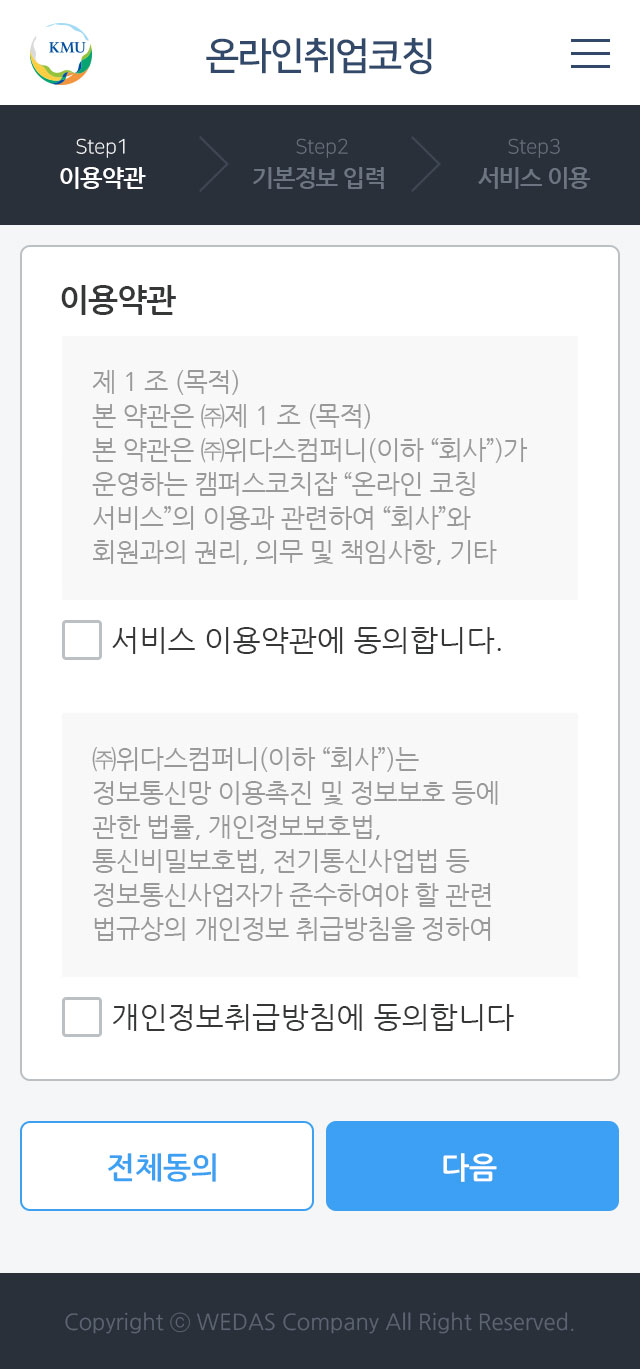 KMU
온라인취업코칭
Step1
이용약관
Step2
기본정보 입력
Step3
서비스 이용
이용약관
제 1 조 (목적)
본 약관은 ㈜제 1 조 (목적)
본 약관은 ㈜위다스컴퍼니(이하 “회사”)가
운영하는 캠퍼스코치잡 “온라인 코칭
서비스”의 이용과 관련하여 “회사”와
회원과의 권리, 의무 및 책임사항, 기타
서비스 이용약관에 동의합니다.
㈜위다스컴퍼니(이하 “회사”)는
정보통신망 이용촉진 및 정보보호 등에
관한 법률, 개인정보보호법,
통신비밀보호법, 전기통신사업법 등
정보통신사업자가 준수하여야 할 관련
법규상의 개인정보 취급방침을 정하여
개인정보취급방침에 동의합니다
전체동의
다음
Copyright ⓒ WEDAS Company All Right Reserved.